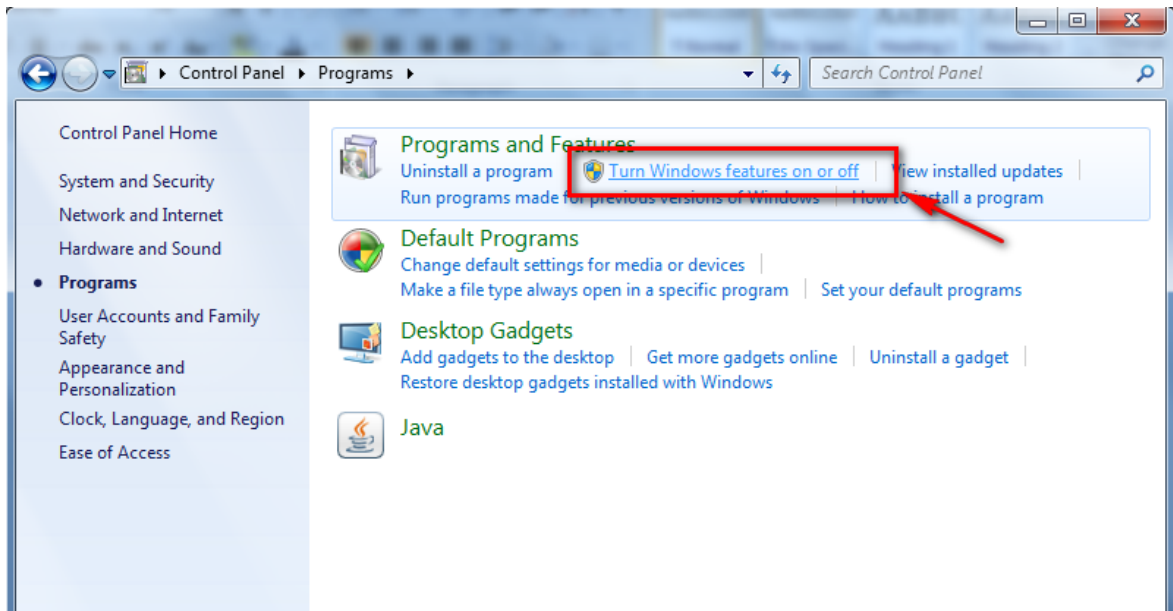 Control Panel ▸ Programs ▸
Search Control Panel
Control Panel Home
System and Security
Network and Internet
Hardware and Sound
Programs
User Accounts and Family
Safety
Appearance and
Personalization
Clock, Language, and Region
Ease of Access
Programs and Features
Uninstall a program Turn Windows features on or off View installed updates
Run programs made for previous versions of Windows How to install a program
Default Programs
Change default settings for media or devices
Make a file type always open in a specific program Set your default programs
Desktop Gadgets
Add gadgets to the desktop Get more gadgets online Uninstall a gadget
Restore desktop gadgets installed with Windows
Java